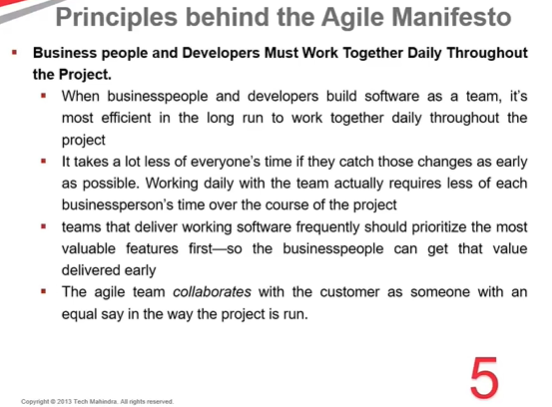 Principles behind the Agile Manifesto
▪ Business people and Developers Must Work Together Daily Throughout
the Project.
▪ When businesspeople and developers build software as a team, it's
most efficient in the long run to work together daily throughout the
project
▪ It takes a lot less of everyone's time if they catch those changes as early
as possible. Working daily with the team actually requires less of each
businessperson's time over the course of the project
▪ teams that deliver working software frequently should prioritize the most
valuable features first—so the businesspeople can get that value
delivered early
▪ The agile team collaborates with the customer as someone with an
equal say in the way the project is run.
5
Copyright © 2013 Tech Mahindra. All rights reserved.